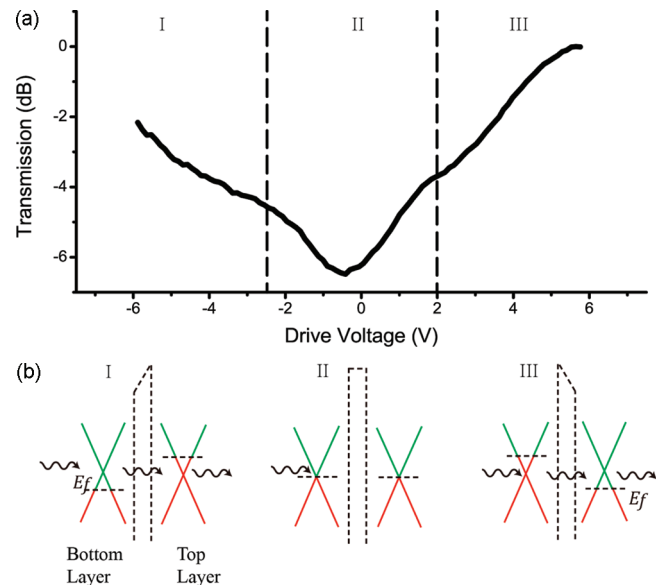 (a)
I II III
Transmission (dB)
0
-2
-4
-6
-6 -4 -2 0 2 4 6
Drive Voltage (V)
(b)
I II III
Ef
Ef
Bottom Layer
Top Layer